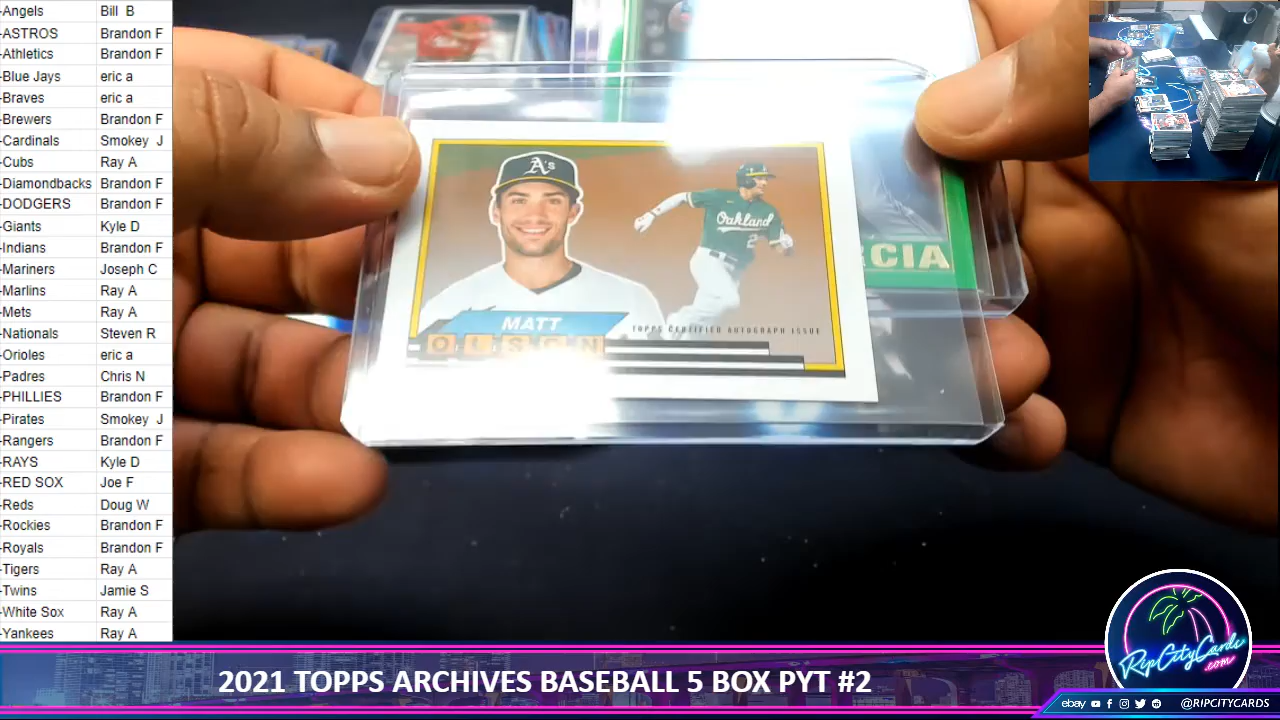 -Angels Bill B
-ASTROS Brandon F
-Athletics Brandon F
-Blue Jays eric a
-Braves eric a
-Brewers Brandon F
-Cardinals Smokey J
-Cubs Ray A
-Diamondbacks Brandon F
-DODGERS Brandon F
-Giants Kyle D
-Indians Brandon F
-Mariners Joseph C
-Marlins Ray A
-Mets Ray A
-Nationals Steven R
-Orioles eric a
-Padres Chris N
-PHILLIES Brandon F
-Pirates Smokey J
-Rangers Brandon F
-RAYS Kyle D
-RED SOX Joe F
-Reds Doug W
-Rockies Brandon F
-Royals Brandon F
-Tigers Ray A
-Twins Jamie S
-White Sox Ray A
-Yankees Ray A
A's
Oakland
2
CIA
MATT
OLSON
TOPPS CERTIFIED AUTOGRAPH ISSUE
RipCityCards
.com
2021 TOPPS ARCHIVES BASEBALL 5 BOX PYT #2
ebay @RIPCITYCARDS